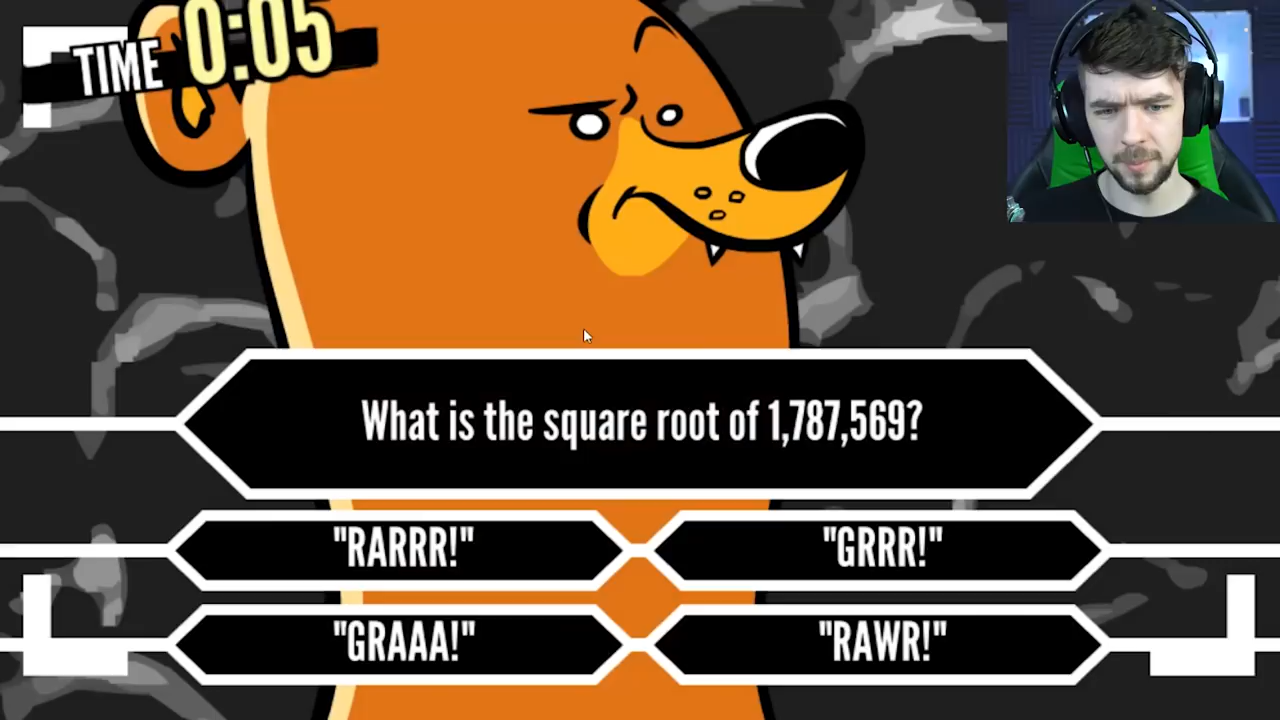 TIME 0:05
What is the square root of 1,787,569?
"RARRR!"
"GRRR!"
"GRAAA!"
"RAWR!"